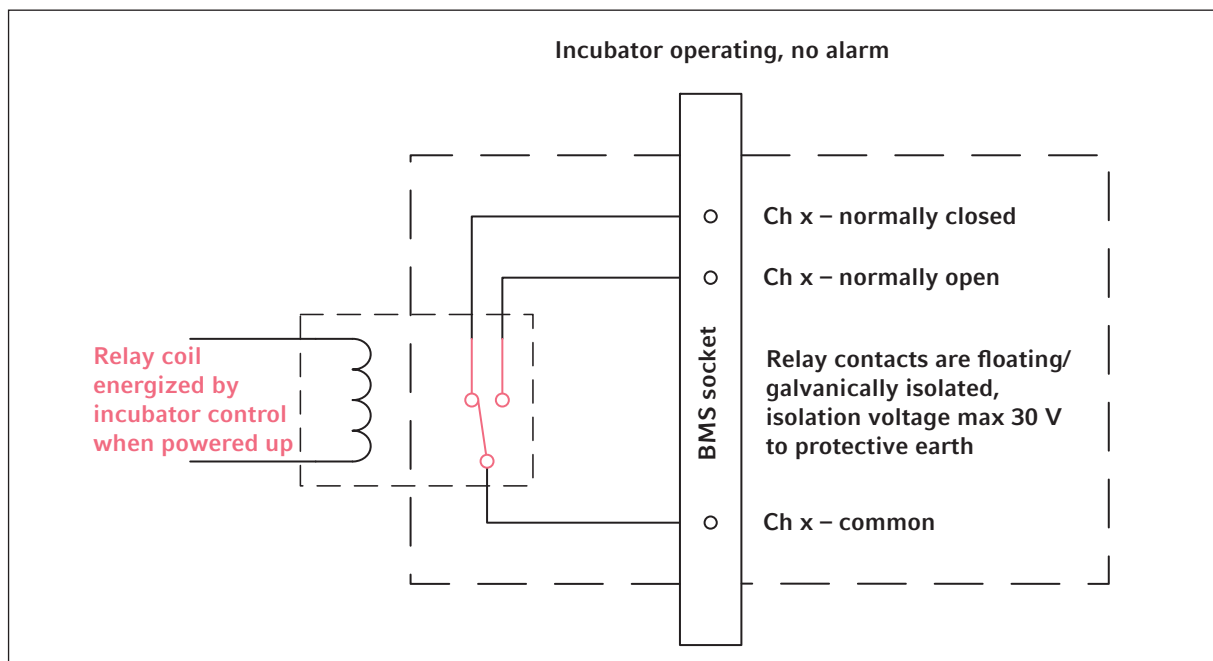 Incubator operating, no alarm
Ch x – normally closed
Ch x – normally open
Relay coil
energized by
incubator control
when powered up
BMS socket
Relay contacts are floating/
galvanically isolated,
isolation voltage max 30 V
to protective earth
Ch x – common